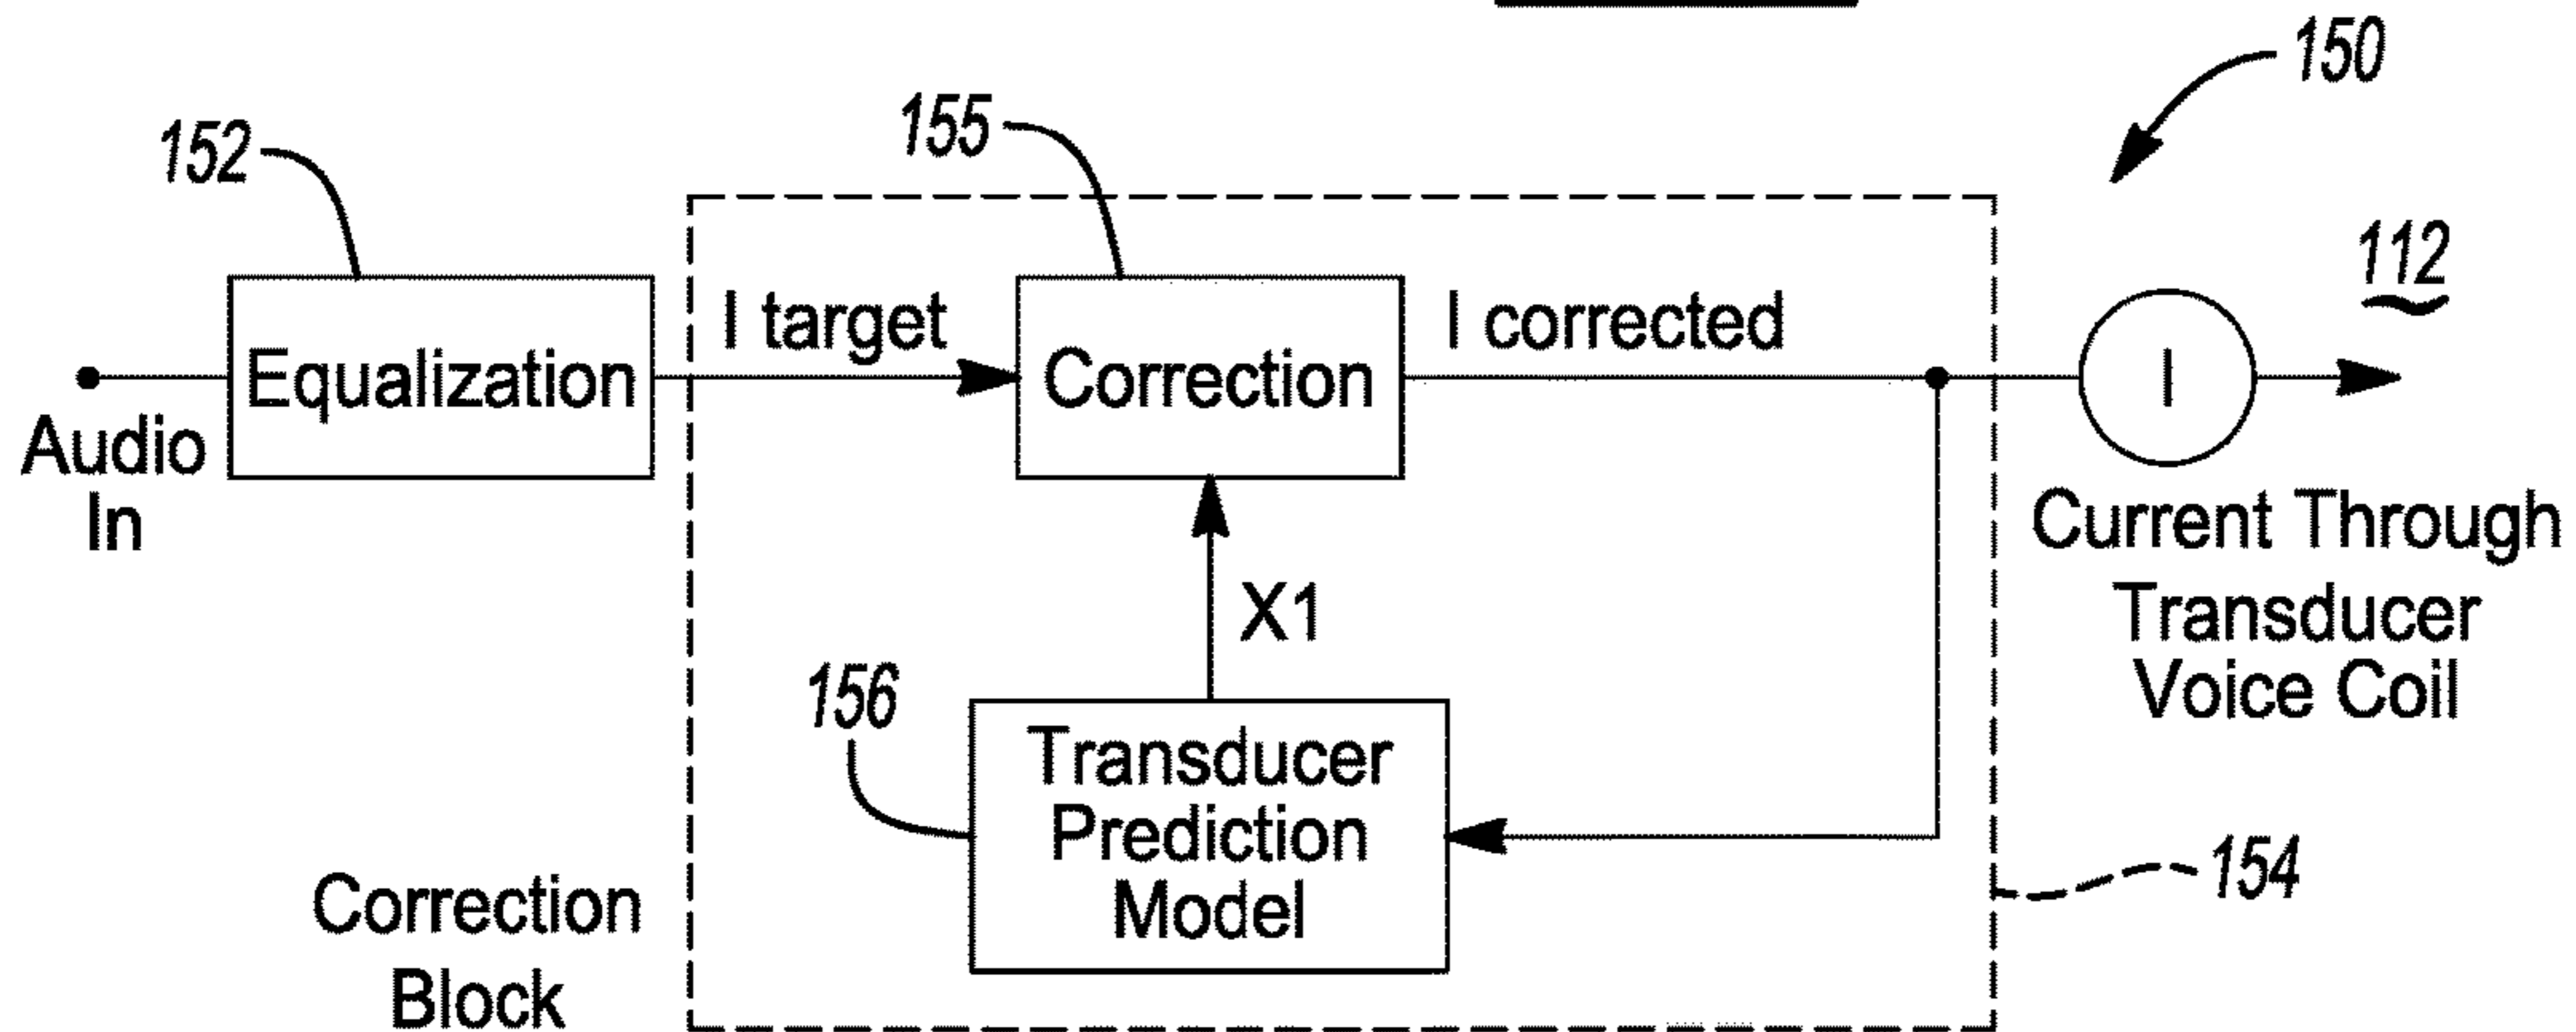 150
155
152
112
I target
I corrected
Equalization
Correction
I
Audio
In
Current Through
Transducer
Voice Coil
X1
156
Transducer
Prediction
Model
154
Correction
Block